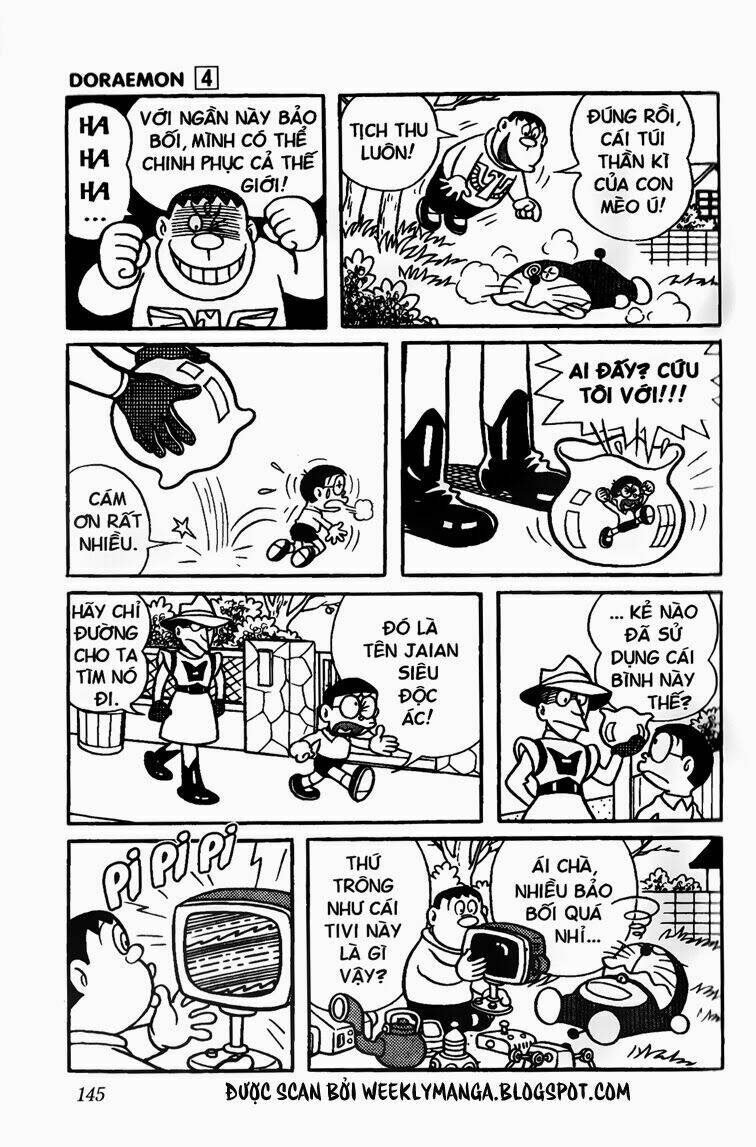 DORAEMON 4
ĐÚNG RỒI,
CÁI TÚI
THẦN KÌ
CỦA CON
MÈO Ú!
TỊCH THU
LUÔN!
VỚI NGẦN NÀY BẢO
BỐI, MÌNH CÓ THỂ
CHINH PHỤC CẢ THẾ
GIỚI!
HA
HA
HA
...
AI ĐẤY? CỨU
TÔI VỚI!!!
CÁM
ƠN RẤT
NHIỀU.
... KẺ NÀO
ĐÃ SỬ
DỤNG CÁI
BÌNH NÀY
THẾ?
ĐÓ LÀ
TÊN JAIAN
SIÊU
ĐỘC
ÁC!
HÃY CHỈ
ĐƯỜNG
CHO TA
TÌM NÓ
ĐI.
ÁI CHÀ,
NHIỀU BẢO
BỐI QUÁ
NHỈ...
THỨ
TRÔNG
NHƯ CÁI
TIVI NÀY
LÀ GÌ
VẬY?
Pi Pi Pi
145
ĐƯỢC SCAN BỞI WEEKLYMANGA.BLOGSPOT.COM